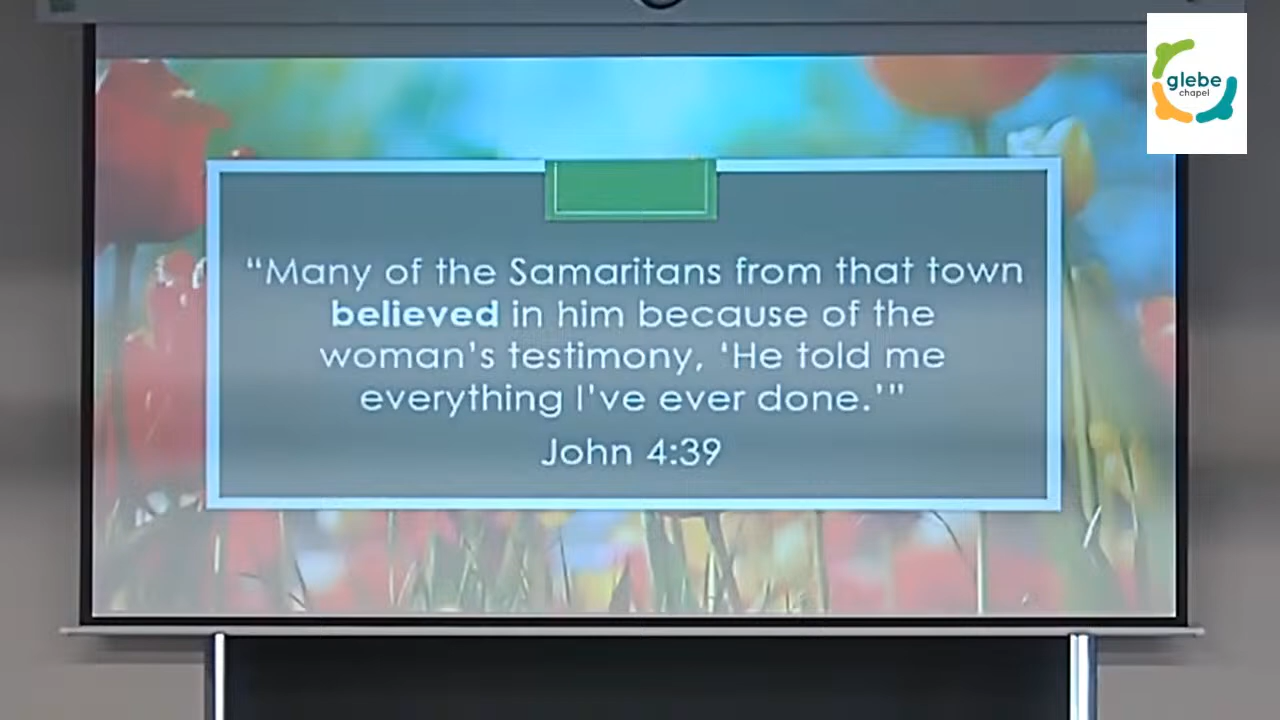 glebe
chapel
“Many of the Samaritans from that town
believed in him because of the
woman’s testimony, ‘He told me
everything I’ve ever done.’”
John 4:39